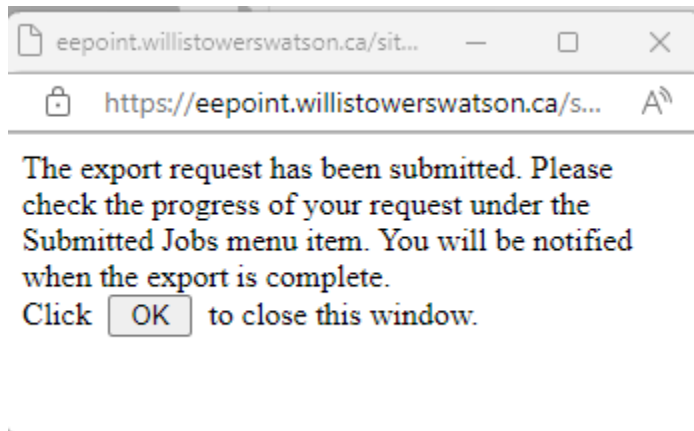 eepoint.willistowerswatson.ca/sit...
https://eepoint.willistowerswatson.ca/s...
The export request has been submitted. Please
check the progress of your request under the
Submitted Jobs menu item. You will be notified
when the export is complete.
Click OK to close this window.